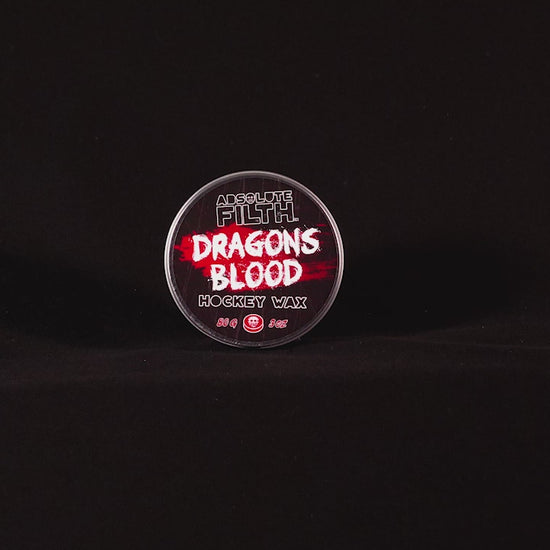 ABSOLUTE
FILTH
DRAGONS
BLOOD
HOCKEY WAX
80 G 3 OZ